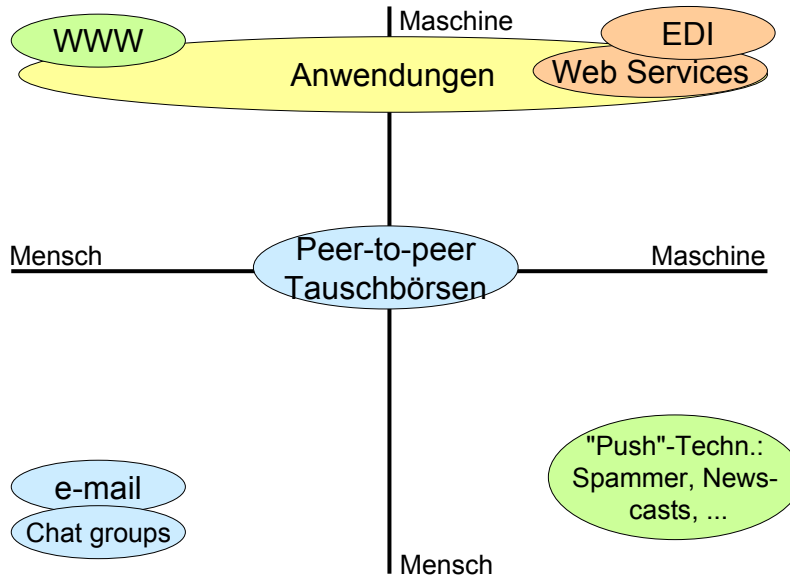 Maschine
WWW
EDI
Anwendungen
Web Services
Mensch
Peer-to-peer
Tauschbörsen
Maschine
"Push"-Techn.:
Spammer, News-
casts, ...
e-mail
Chat groups
Mensch